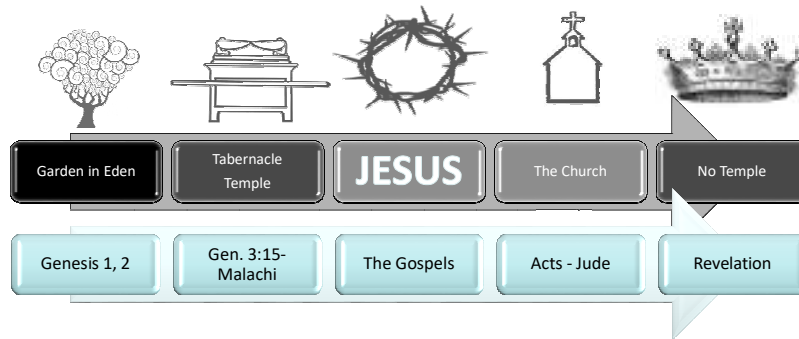 Garden in Eden
Tabernacle
Temple
JESUS
The Church
No Temple
Genesis 1, 2
Gen. 3:15-
Malachi
The Gospels
Acts - Jude
Revelation